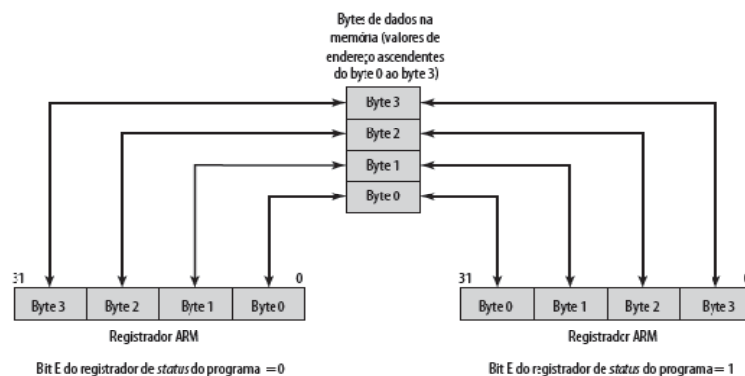 Bytes de dados na
memória (valores de
endereço ascendentes
do byte 0 ao byte 3)
Byte 3
Byte 2
Byte 1
Byte 0
31 0
Byte 3 Byte 2 Byte 1 Byte 0
Registrador ARM
Bit E do registrador de status do programa = 0
31
Byte 0 Byte 1 Byte 2 Byte 3
Registrador ARM
Bit E do registrador de status do programa = 1